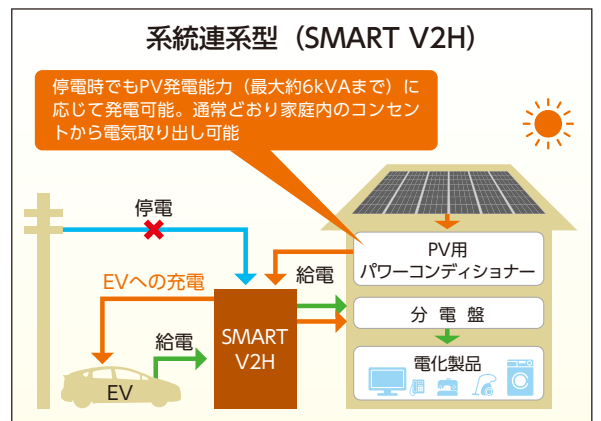 系統連系型（SMART V2H）
停電時でもPV発電能力（最大約6kVAまで）に
応じて発電可能。通常どおり家庭内のコンセン
トから電気取り出し可能
停電
PV用
パワーコンディショナー
給電
EVへの充電
分電盤
SMART
V2H
給電
電化製品
EV